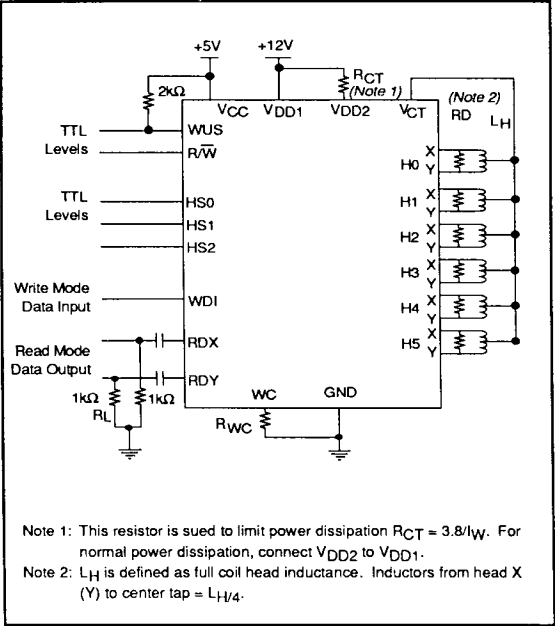 +5V +12V
2kΩ RCT
(Note 1)
VCC VDD1 VDD2 VCT
(Note 2)
RD
LH
TTL
Levels
WUS
R/W̅
TTL
Levels
HS0
HS1
HS2
Write Mode
Data Input
WDI
Read Mode
Data Output
RDX
RDY
1kΩ
RL
1kΩ
WC GND
RWC
H0 X
Y
H1 X
Y
H2 X
Y
H3 X
Y
H4 X
Y
H5 X
Y
Note 1: This resistor is sued to limit power dissipation RCT = 3.8/IW. For
normal power dissipation, connect VDD2 to VDD1.
Note 2: LH is defined as full coil head inductance. Inductors from head X
(Y) to center tap = LH/4.